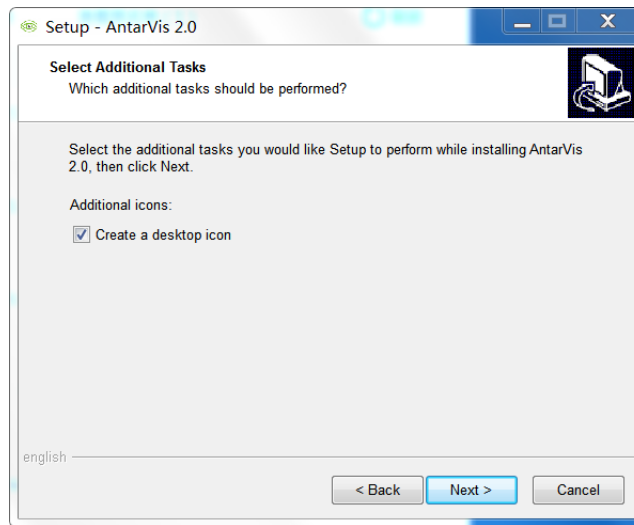 Setup - AntarVis 2.0
Select Additional Tasks
Which additional tasks should be performed?
Select the additional tasks you would like Setup to perform while installing AntarVis
2.0, then click Next.
Additional icons:
Create a desktop icon
english
< Back Next > Cancel